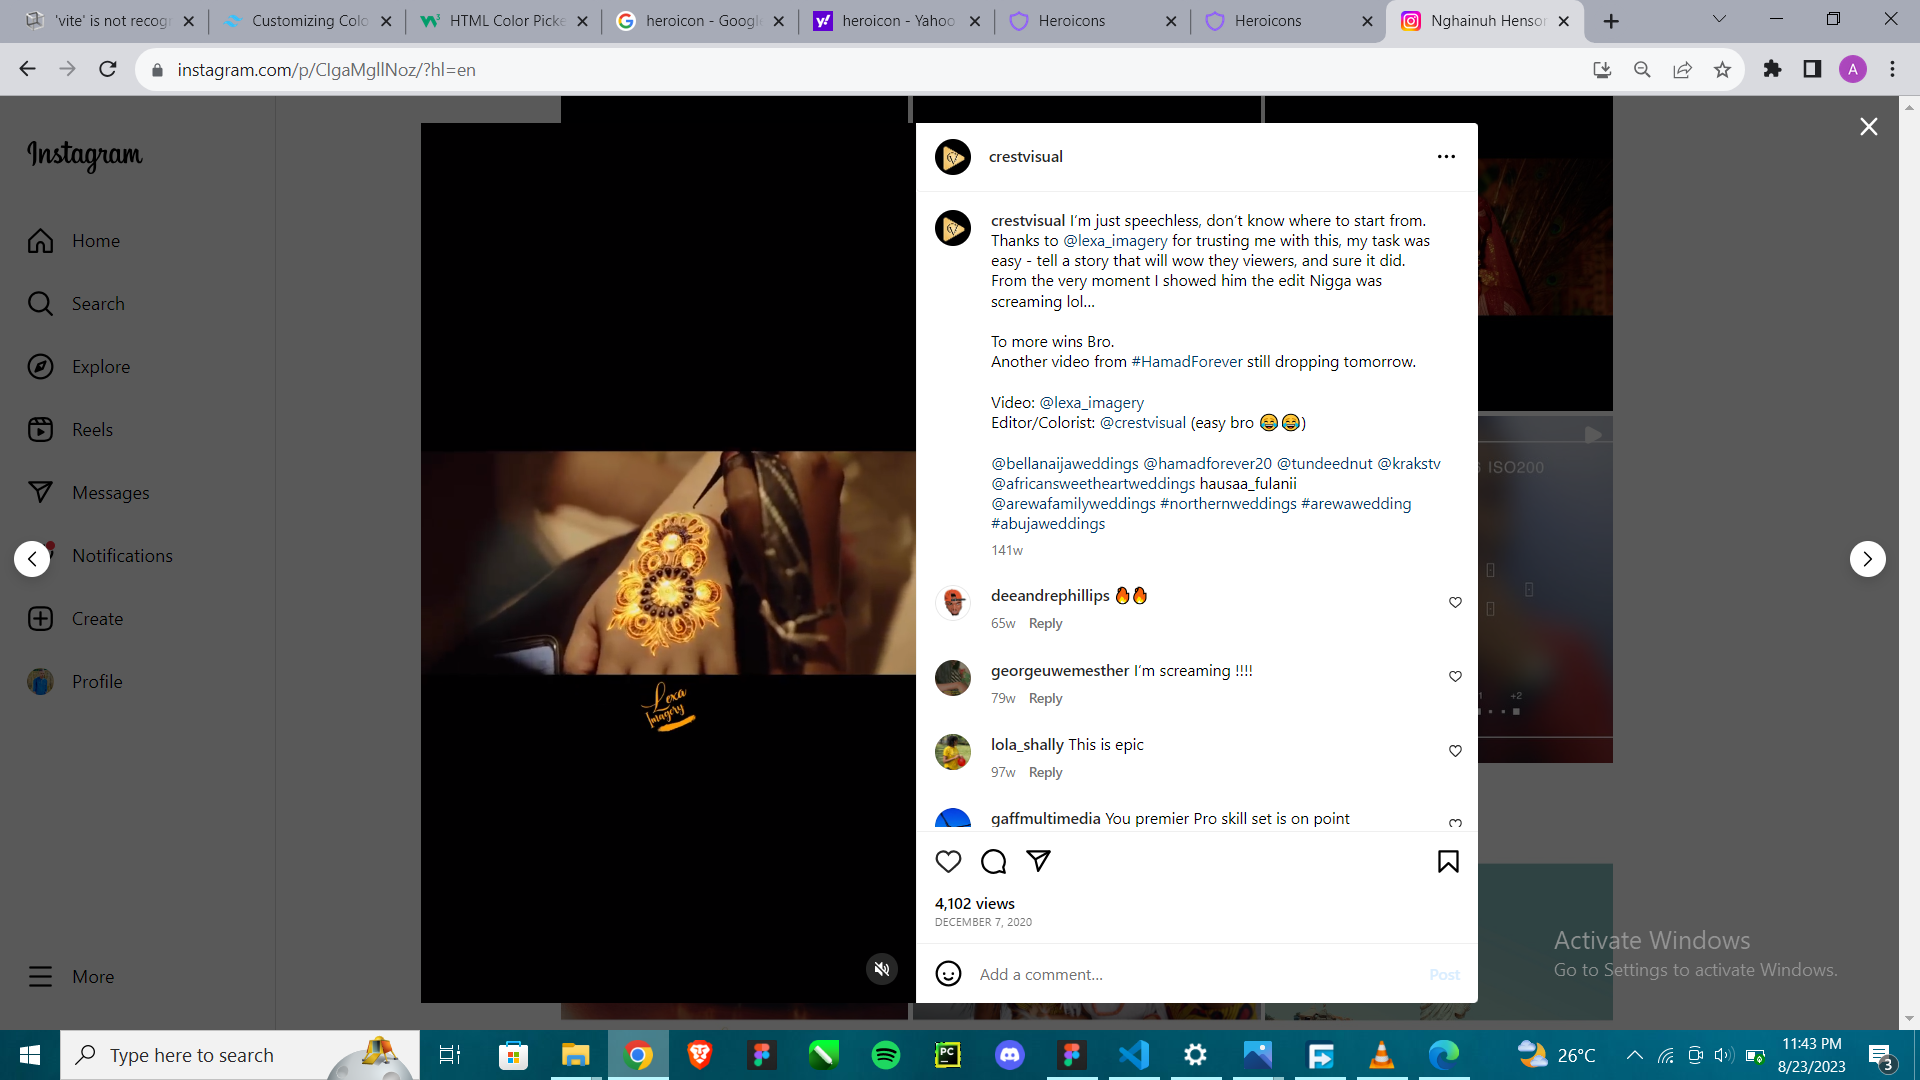 'vite' is not recogn
Customizing Colo
HTML Color Picke
heroicon - Google
heroicon - Yahoo
Heroicons
Heroicons
Nghainuh Henson
instagram.com/p/CIgaMgllNoz/?hl=en
A
Instagram
Home
Search
Explore
Reels
Messages
Notifications
Create
Profile
More
Lexa
Imagery
crestvisual
crestvisual I'm just speechless, don't know where to start from.
Thanks to @lexa_imagery for trusting me with this, my task was
easy - tell a story that will wow they viewers, and sure it did.
From the very moment I showed him the edit Nigga was
screaming lol...
To more wins Bro.
Another video from #HamadForever still dropping tomorrow.
Video: @lexa_imagery
Editor/Colorist: @crestvisual (easy bro 😂😂)
@bellanaijaweddings @hamadforever20 @tundeednut @krakstv
@africansweetheartweddings hausaa_fulanii
@arewafamilyweddings #northernweddings #arewawedding
#abujaweddings
141w
deeandrephillips 🔥🔥
65w Reply
georgeuwemesther I'm screaming !!!!
79w Reply
lola_shally This is epic
97w Reply
gaffmultimedia You premier Pro skill set is on point
4,102 views
DECEMBER 7, 2020
Add a comment...
Post
ISO200
+2
Activate Windows
Go to Settings to activate Windows.
Type here to search
PC
26°C
11:43 PM
8/23/2023
3